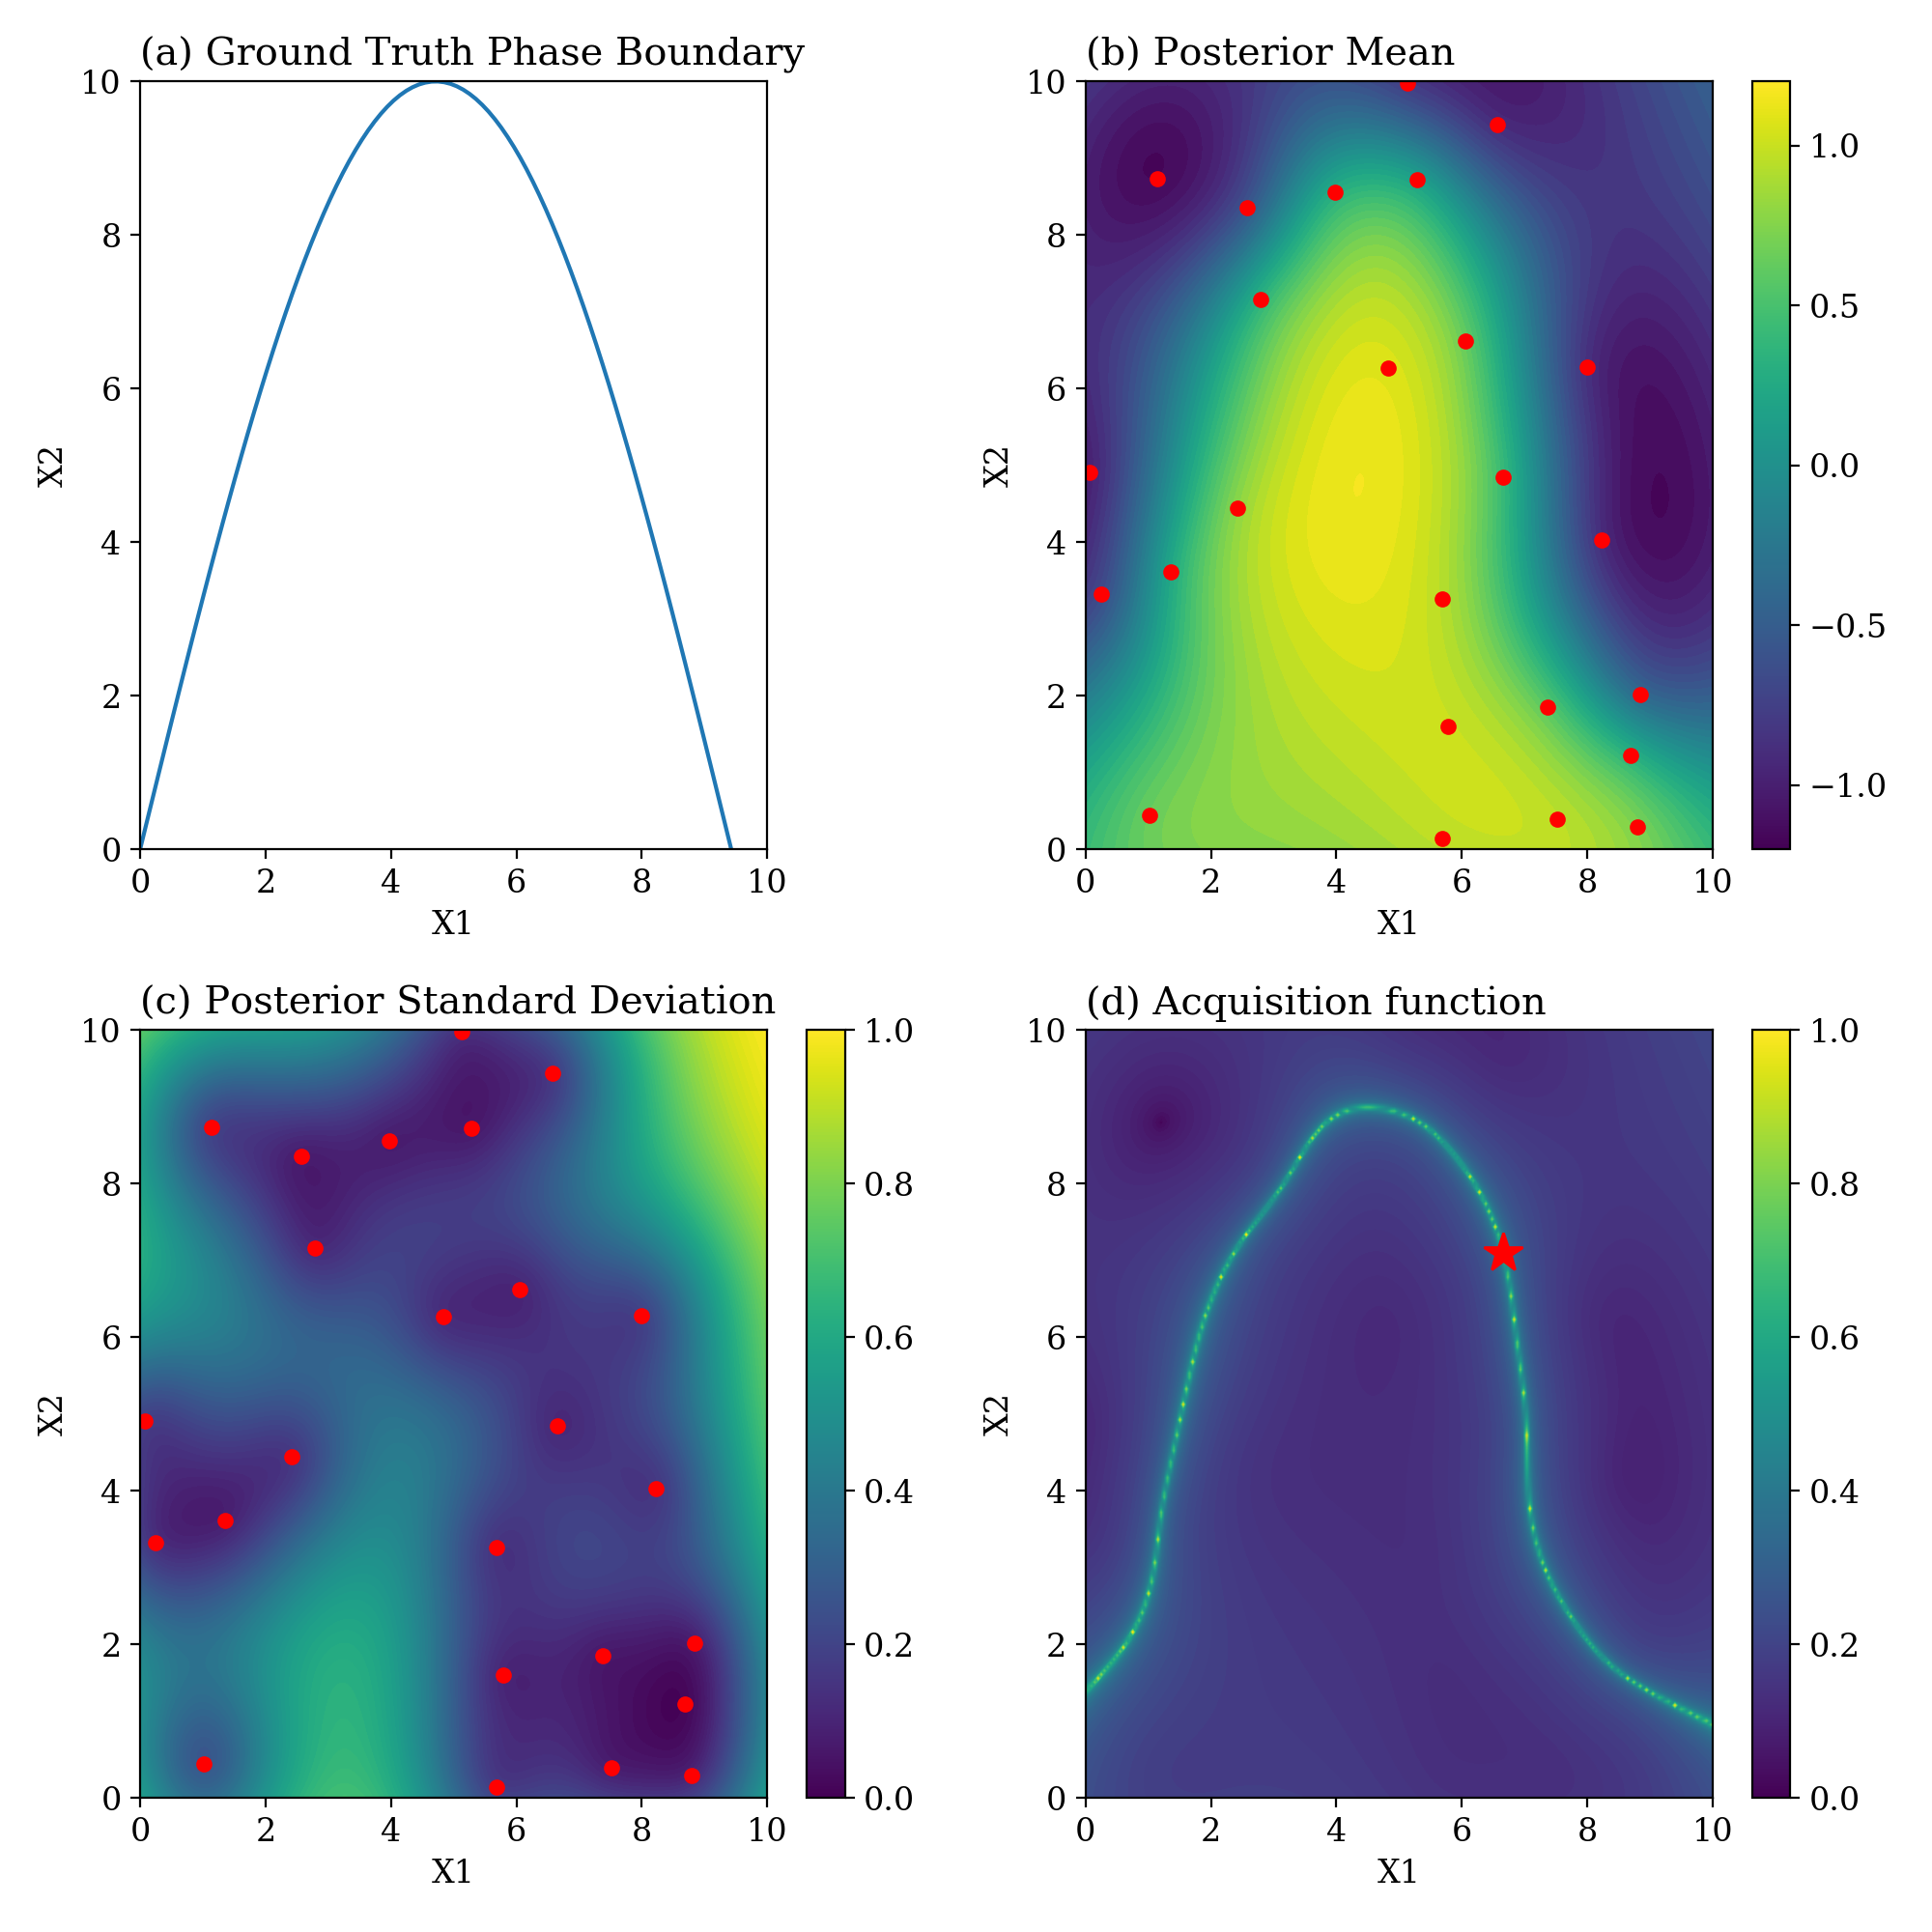 (a) Ground Truth Phase Boundary
10
8
6
4
2
0
X2
0 2 4 6 8 10
X1
(b) Posterior Mean
10
8
6
4
2
0
X2
0 2 4 6 8 10
X1
1.0
0.5
0.0
−0.5
−1.0
(c) Posterior Standard Deviation
10
8
6
4
2
0
X2
0 2 4 6 8 10
X1
1.0
0.8
0.6
0.4
0.2
0.0
(d) Acquisition function
10
8
6
4
2
0
X2
0 2 4 6 8 10
X1
1.0
0.8
0.6
0.4
0.2
0.0